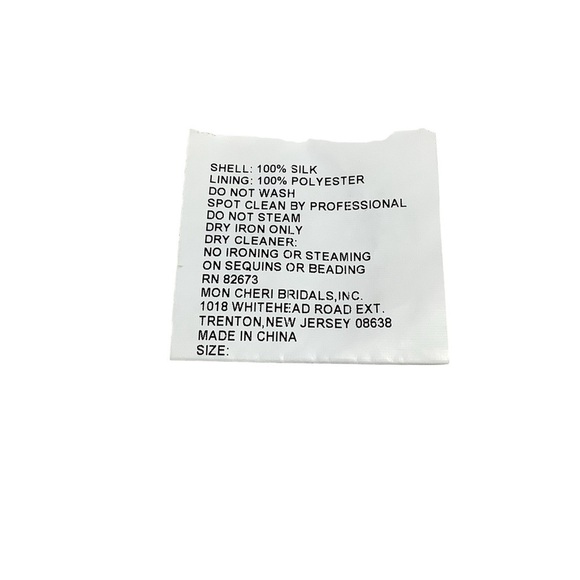 SHELL: 100% SILK
LINING: 100% POLYESTER
DO NOT WASH
SPOT CLEAN BY PROFESSIONAL
DO NOT STEAM
DRY IRON ONLY
DRY CLEANER:
NO IRONING OR STEAMING
ON SEQUINS OR BEADING
RN 82673
MON CHERI BRIDALS,INC.
1018 WHITEHEAD ROAD EXT.
TRENTON,NEW JERSEY 08638
MADE IN CHINA
SIZE: